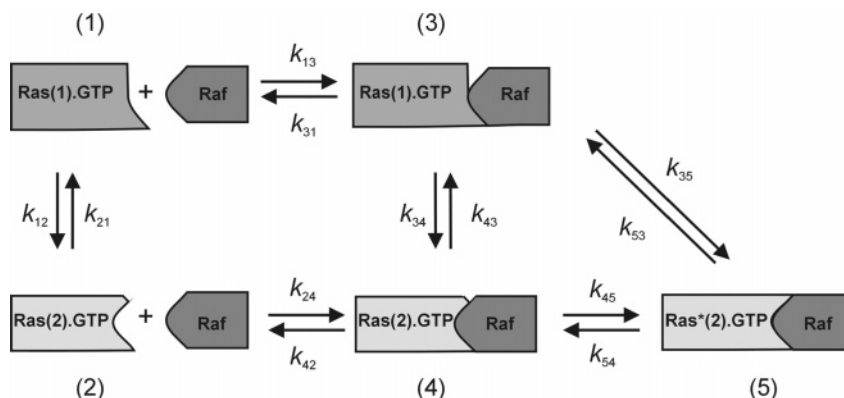 (1) (3)
k13
Ras(1).GTP + Raf Ras(1).GTP Raf
k31
k35
k12 k21 k34 k43
k53
k24 k45
Ras(2).GTP + Raf Ras(2).GTP Raf Ras*(2).GTP Raf
k42 k54
(2) (4) (5)